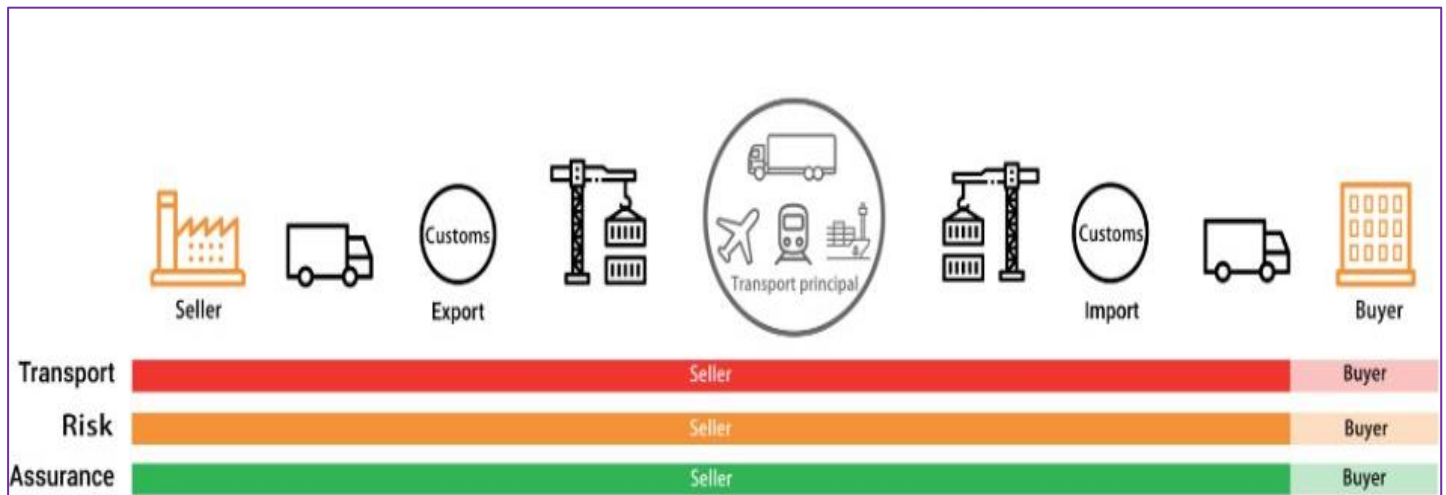 Customs
Customs
Transport principal
Seller
Export
Import
Buyer
Transport Seller Buyer
Risk Seller Buyer
Assurance Seller Buyer